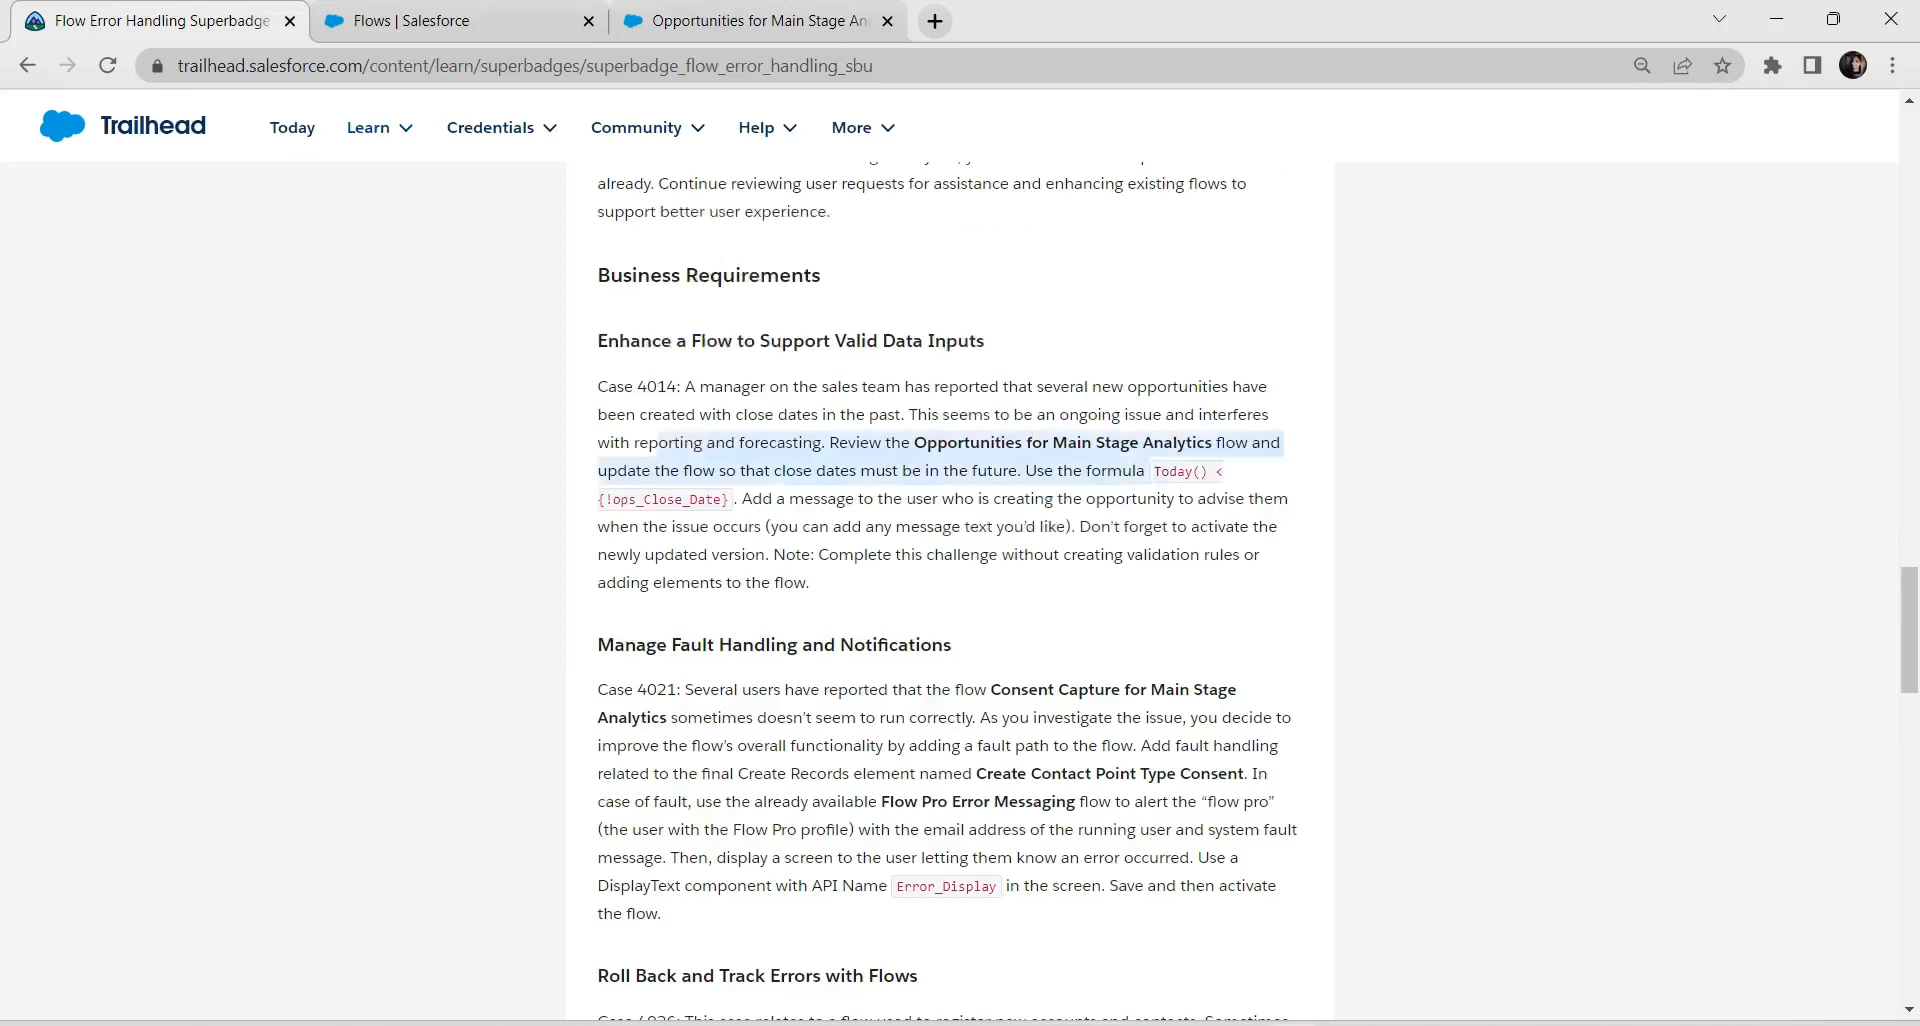 Flow Error Handling Superbadge
Flows | Salesforce
Opportunities for Main Stage An
trailhead.salesforce.com/content/learn/superbadges/superbadge_flow_error_handling_sbu
Trailhead
Today
Learn
Credentials
Community
Help
More
already. Continue reviewing user requests for assistance and enhancing existing flows to
support better user experience.
Business Requirements
Enhance a Flow to Support Valid Data Inputs
Case 4014: A manager on the sales team has reported that several new opportunities have
been created with close dates in the past. This seems to be an ongoing issue and interferes
with reporting and forecasting. Review the Opportunities for Main Stage Analytics flow and
update the flow so that close dates must be in the future. Use the formula Today() <
{!ops_Close_Date}. Add a message to the user who is creating the opportunity to advise them
when the issue occurs (you can add any message text you’d like). Don’t forget to activate the
newly updated version. Note: Complete this challenge without creating validation rules or
adding elements to the flow.
Manage Fault Handling and Notifications
Case 4021: Several users have reported that the flow Consent Capture for Main Stage
Analytics sometimes doesn’t seem to run correctly. As you investigate the issue, you decide to
improve the flow’s overall functionality by adding a fault path to the flow. Add fault handling
related to the final Create Records element named Create Contact Point Type Consent. In
case of fault, use the already available Flow Pro Error Messaging flow to alert the “flow pro”
(the user with the Flow Pro profile) with the email address of the running user and system fault
message. Then, display a screen to the user letting them know an error occurred. Use a
DisplayText component with API Name Error_Display in the screen. Save and then activate
the flow.
Roll Back and Track Errors with Flows